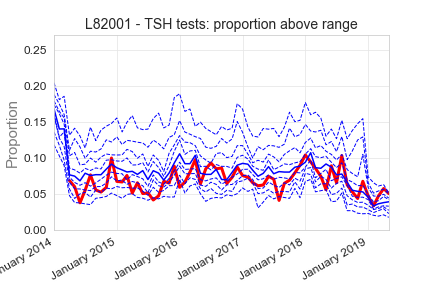 L82001 - TSH tests: proportion above range
Proportion
0.25
0.20
0.15
0.10
0.05
0.00
January 2015
January 2016
January 2017
January 2018
January 2019